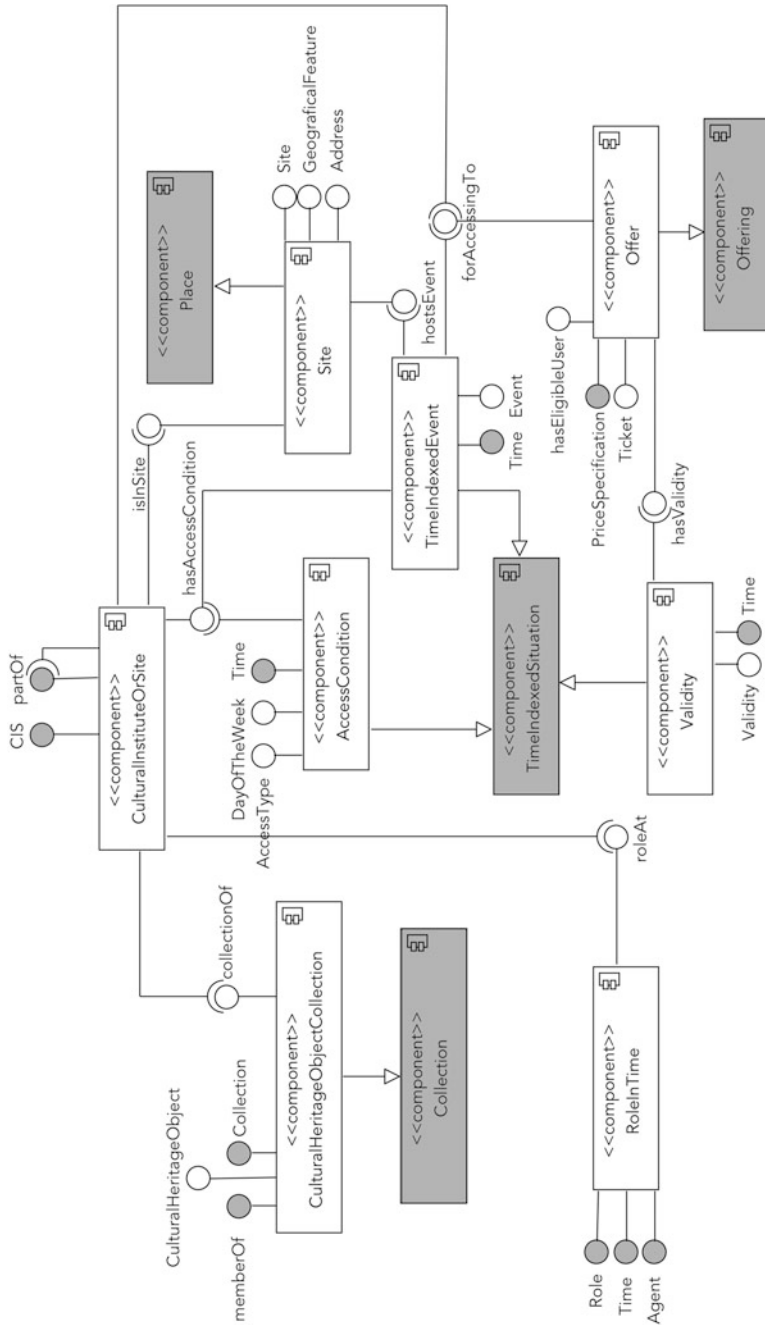 CIS
partOf
<<component>>
CulturalInstituteOrSite
isInSite
<<component>>
Place
<<component>>
Site
Site
GeograficalFeature
Address
hostsEvent
hasAccessCondition
<<component>>
TimeIndexedEvent
Time
Event
forAccessingTo
AccessType
DayOfTheWeek
Time
<<component>>
AccessCondition
<<component>>
TimeIndexedSituation
hasEligibleUser
PriceSpecification
Ticket
<<component>>
Offer
<<component>>
Offering
hasValidity
<<component>>
Validity
Validity
Time
collectionOf
memberOf
CulturalHeritageObject
Collection
<<component>>
CulturalHeritageObjectCollection
<<component>>
Collection
roleAt
<<component>>
RoleInTime
Role
Time
Agent